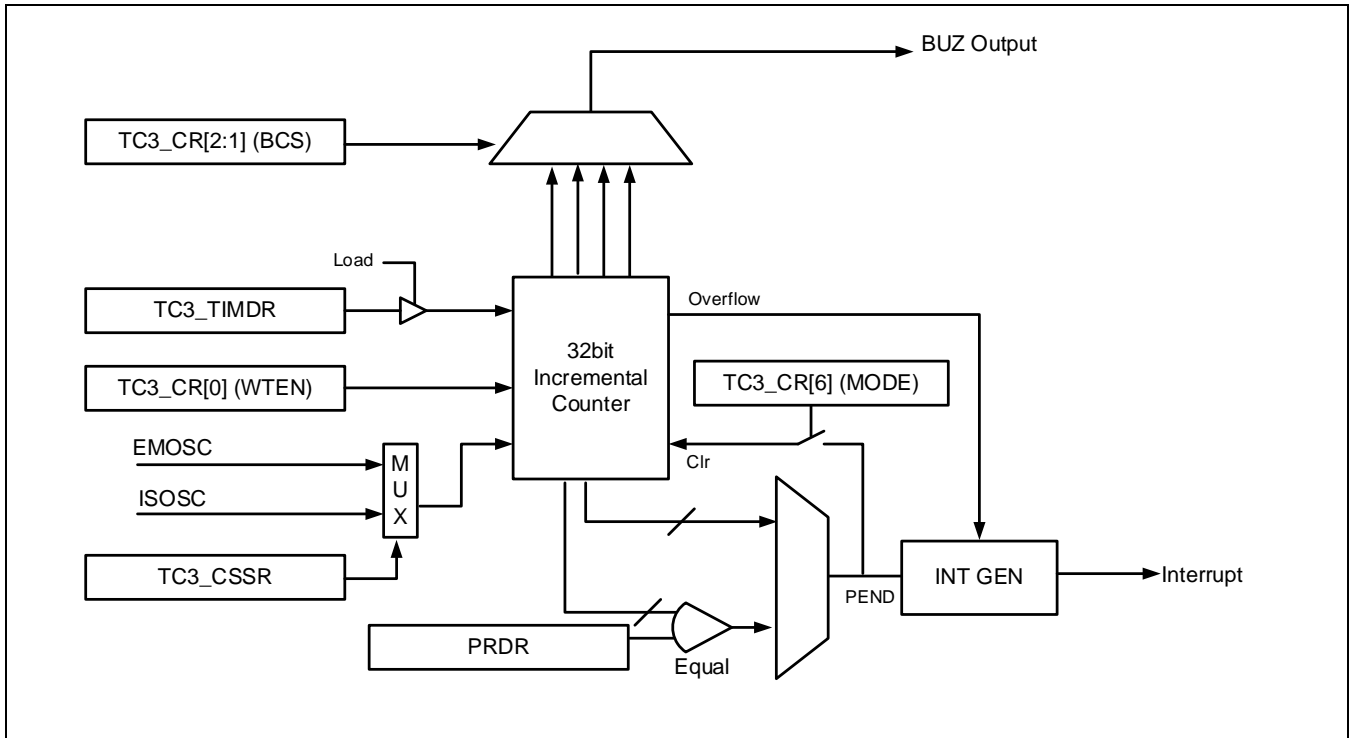 BUZ Output
TC3_CR[2:1] (BCS)
Load
TC3_TIMDR
Overflow
32bit
Incremental
Counter
TC3_CR[0] (WTEN)
TC3_CR[6] (MODE)
EMOSC
Clr
M
U
X
ISOSC
TC3_CSSR
INT GEN
Interrupt
PEND
PRDR
Equal